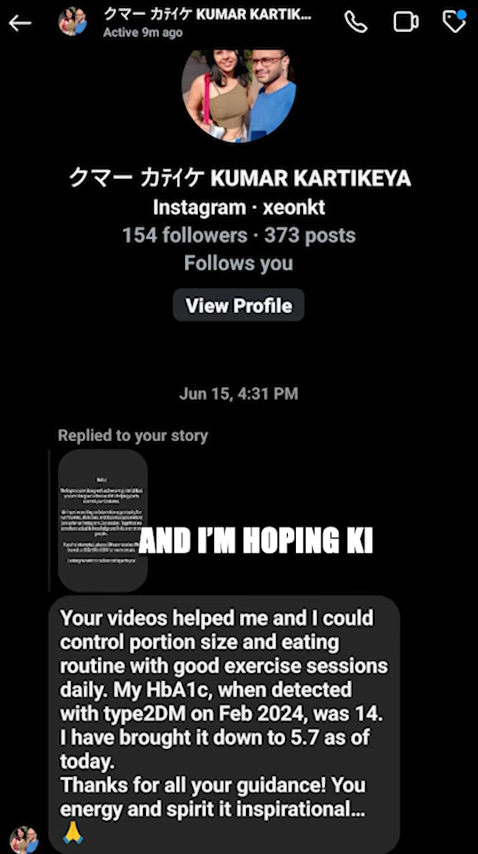 クマー カテイケ KUMAR KARTIK...
Active 9m ago
クマー カテイケ KUMAR KARTIKEYA
Instagram · xeonkt
154 followers · 373 posts
Follows you
View Profile
Jun 15, 4:31 PM
Replied to your story
AND I'M HOPING KI
Your videos helped me and I could
control portion size and eating
routine with good exercise sessions
daily. My HbA1c, when detected
with type2DM on Feb 2024, was 14.
I have brought it down to 5.7 as of
today.
Thanks for all your guidance! You
energy and spirit it inspirational...
🙏